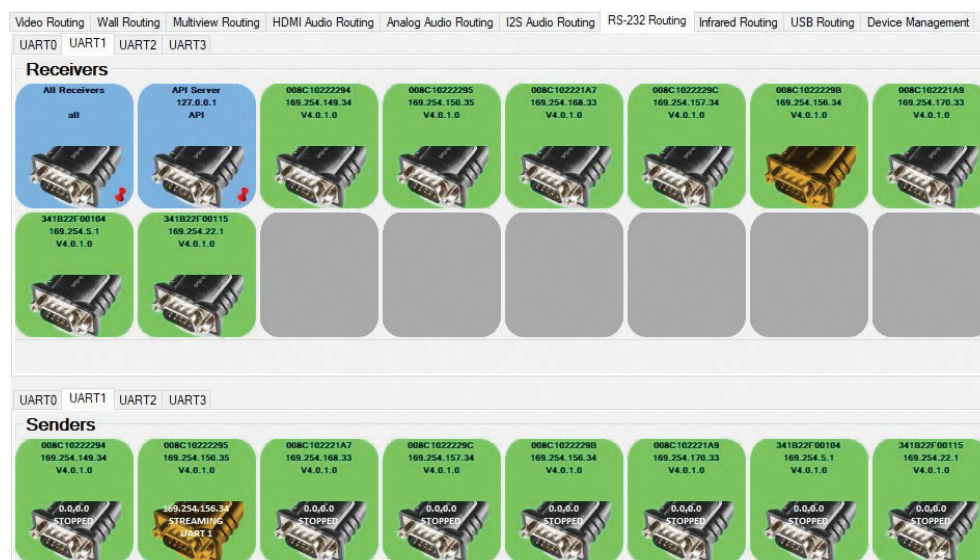 Video Routing Wall Routing Multiview Routing HDMI Audio Routing Analog Audio Routing I2S Audio Routing RS-232 Routing Infrared Routing USB Routing Device Management
UART0 UART1 UART2 UART3
Receivers
All Receivers
all
API Server
127.0.0.1
API
008C10222294
169.254.149.34
V4.0.1.0
008C10222295
169.254.150.35
V4.0.1.0
008C102221A7
169.254.168.33
V4.0.1.0
008C1022229C
169.254.157.34
V4.0.1.0
008C1022229B
169.254.156.34
V4.0.1.0
008C102221A9
169.254.170.33
V4.0.1.0
341B22F00104
169.254.5.1
V4.0.1.0
341B22F00115
169.254.22.1
V4.0.1.0
UART0 UART1 UART2 UART3
Senders
008C10222294
169.254.149.34
V4.0.1.0
0.0.0.0
STOPPED
008C10222295
169.254.150.35
V4.0.1.0
169.254.156.34
STREAMING
UART 1
008C102221A7
169.254.168.33
V4.0.1.0
0.0.0.0
STOPPED
008C1022229C
169.254.157.34
V4.0.1.0
0.0.0.0
STOPPED
008C1022229B
169.254.156.34
V4.0.1.0
0.0.0.0
STOPPED
008C102221A9
169.254.170.33
V4.0.1.0
0.0.0.0
STOPPED
341B22F00104
169.254.5.1
V4.0.1.0
0.0.0.0
STOPPED
341B22F00115
169.254.22.1
V4.0.1.0
0.0.0.0
STOPPED